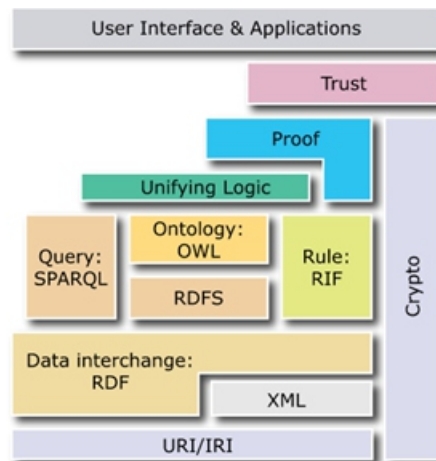 User Interface & Applications
Trust
Proof
Unifying Logic
Query:
SPARQL
Ontology:
OWL
RDFS
Rule:
RIF
Crypto
Data interchange:
RDF
XML
URI/IRI